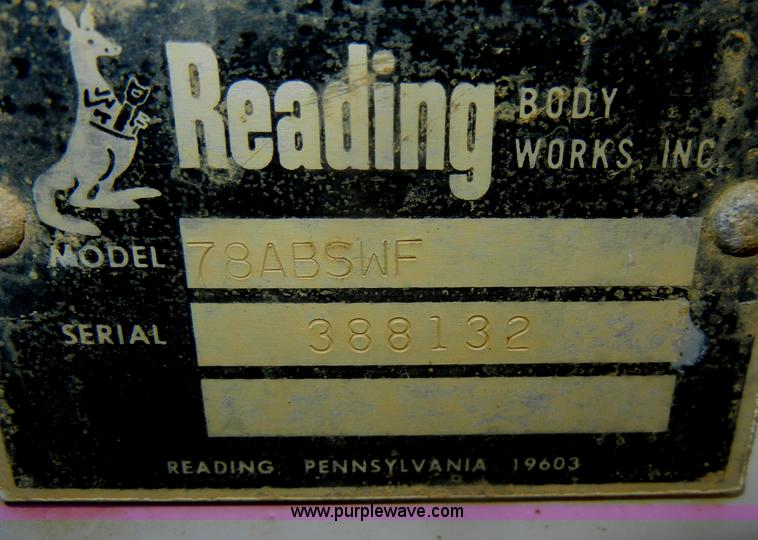 Reading BODY
WORKS, INC.
MODEL 78ABSWF
SERIAL 388132
READING, PENNSYLVANIA 19603
www.purplewave.com